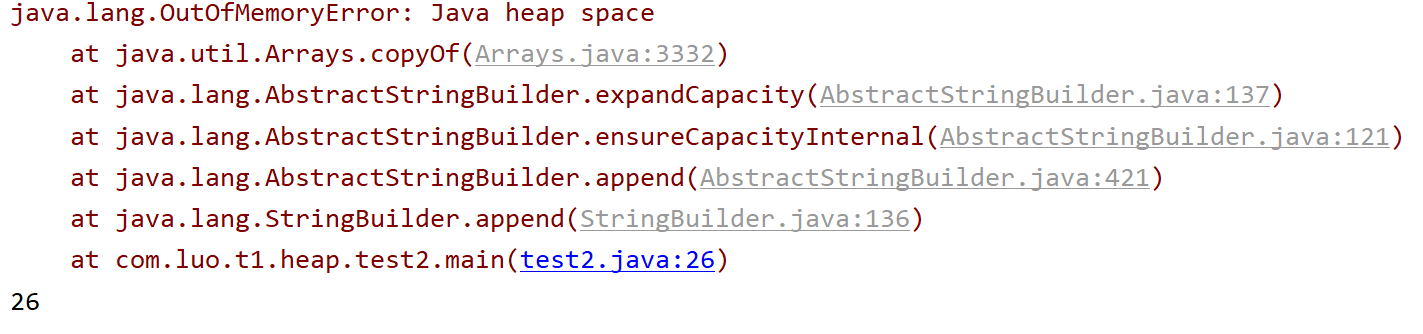 java.lang.OutOfMemoryError: Java heap space
    at java.util.Arrays.copyOf(Arrays.java:3332)
    at java.lang.AbstractStringBuilder.expandCapacity(AbstractStringBuilder.java:137)
    at java.lang.AbstractStringBuilder.ensureCapacityInternal(AbstractStringBuilder.java:121)
    at java.lang.AbstractStringBuilder.append(AbstractStringBuilder.java:421)
    at java.lang.StringBuilder.append(StringBuilder.java:136)
    at com.luo.t1.heap.test2.main(test2.java:26)
26